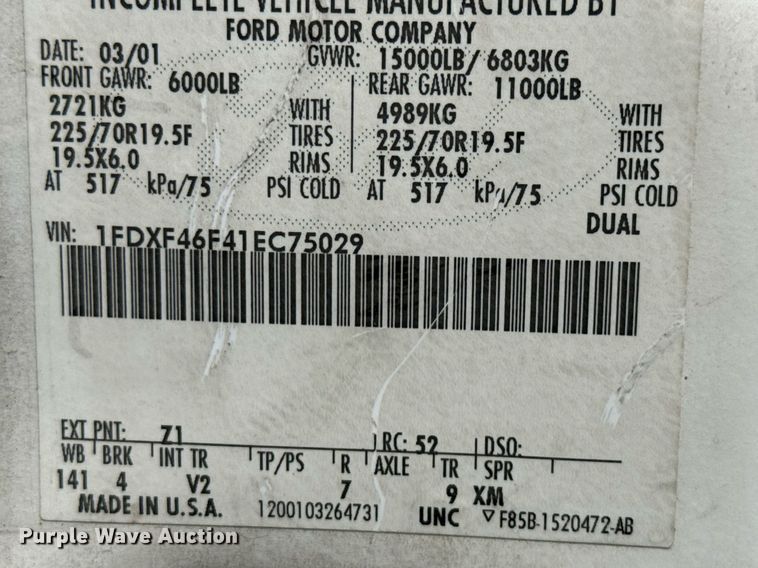 INCOMPLETE VEHICLE MANUFACTURED BY
FORD MOTOR COMPANY
DATE: 03/01 GVWR: 15000LB/ 6803KG
FRONT GAWR: 6000LB REAR GAWR: 11000LB
2721KG WITH 4989KG WITH
225/70R19.5F TIRES 225/70R19.5F TIRES
19.5X6.0 RIMS 19.5X6.0 RIMS
AT 517 kPa/75 PSI COLD AT 517 kPa/75 PSI COLD
DUAL
VIN: 1FDXF46F41EC75029
EXT PNT: Z1 RC: 52 DSO:
WB BRK INT TR TP/PS R AXLE TR SPR
141 4 V2 7 9 XM
MADE IN U.S.A. 1200103264731 UNC ▽F85B-1520472-AB
Purple Wave Auction